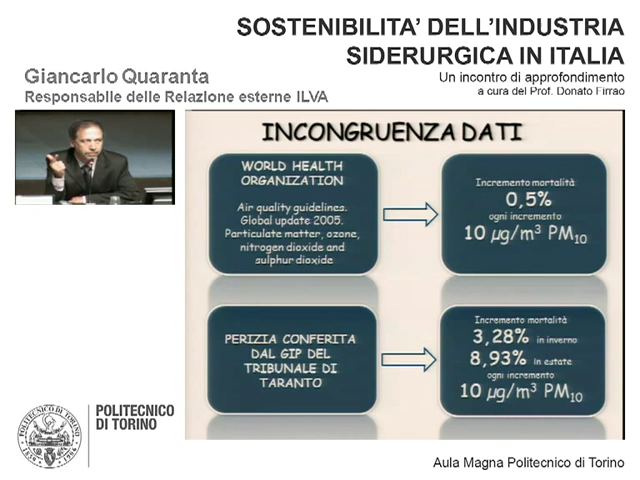 SOSTENIBILITA' DELL'INDUSTRIA
SIDERURGICA IN ITALIA
Un incontro di approfondimento
a cura del Prof. Donato Firrao
Giancarlo Quaranta
Responsabile delle Relazione esterne ILVA
INCONGRUENZA DATI
WORLD HEALTH
ORGANIZATION
Air quality guidelines.
Global update 2005.
Particulate matter, ozone,
nitrogen dioxide and
sulphur dioxide
Incremento mortalità:
0,5%
ogni incremento
10 µg/m³ PM₁₀
PERIZIA CONFERITA
DAL GIP DEL
TRIBUNALE DI
TARANTO
Incremento mortalità:
3,28% in inverno
8,93% in estate
ogni incremento
10 µg/m³ PM₁₀
POLITECNICO DI TORINO
1859
POLITECNICO
DI TORINO
Aula Magna Politecnico di Torino